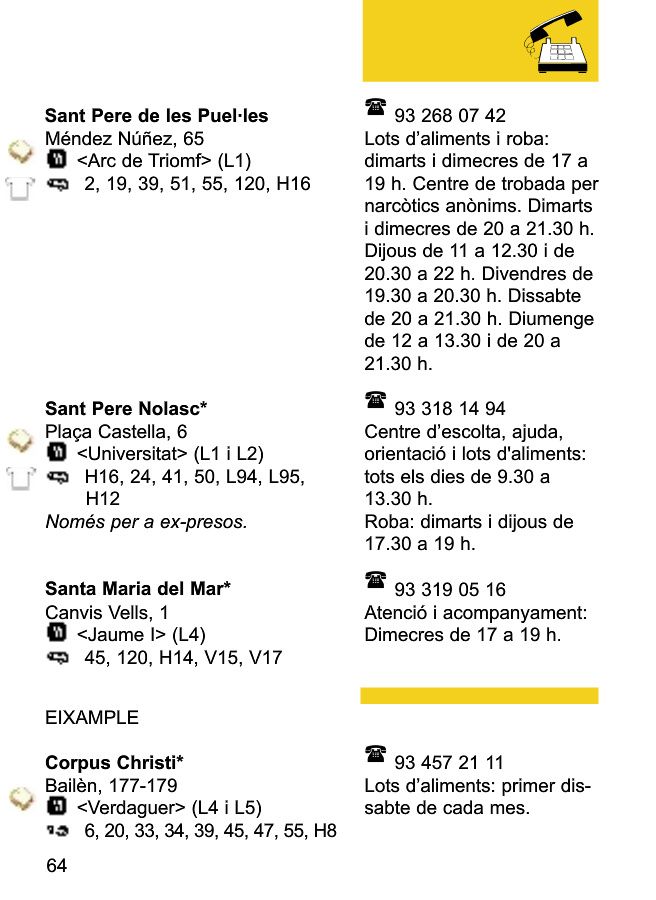 Sant Pere de les Puel·les
Méndez Núñez, 65
<Arc de Triomf> (L1)
2, 19, 39, 51, 55, 120, H16
93 268 07 42
Lots d’aliments i roba:
dimarts i dimecres de 17 a
19 h. Centre de trobada per
narcòtics anònims. Dimarts
i dimecres de 20 a 21.30 h.
Dijous de 11 a 12.30 i de
20.30 a 22 h. Divendres de
19.30 a 20.30 h. Dissabte
de 20 a 21.30 h. Diumenge
de 12 a 13.30 i de 20 a
21.30 h.
Sant Pere Nolasc*
Plaça Castella, 6
<Universitat> (L1 i L2)
H16, 24, 41, 50, L94, L95,
H12
Només per a ex-presos.
93 318 14 94
Centre d’escolta, ajuda,
orientació i lots d'aliments:
tots els dies de 9.30 a
13.30 h.
Roba: dimarts i dijous de
17.30 a 19 h.
Santa Maria del Mar*
Canvis Vells, 1
<Jaume I> (L4)
45, 120, H14, V15, V17
93 319 05 16
Atenció i acompanyament:
Dimecres de 17 a 19 h.
EIXAMPLE
Corpus Christi*
Bailèn, 177-179
<Verdaguer> (L4 i L5)
6, 20, 33, 34, 39, 45, 47, 55, H8
93 457 21 11
Lots d’aliments: primer dis-
sabte de cada mes.
64